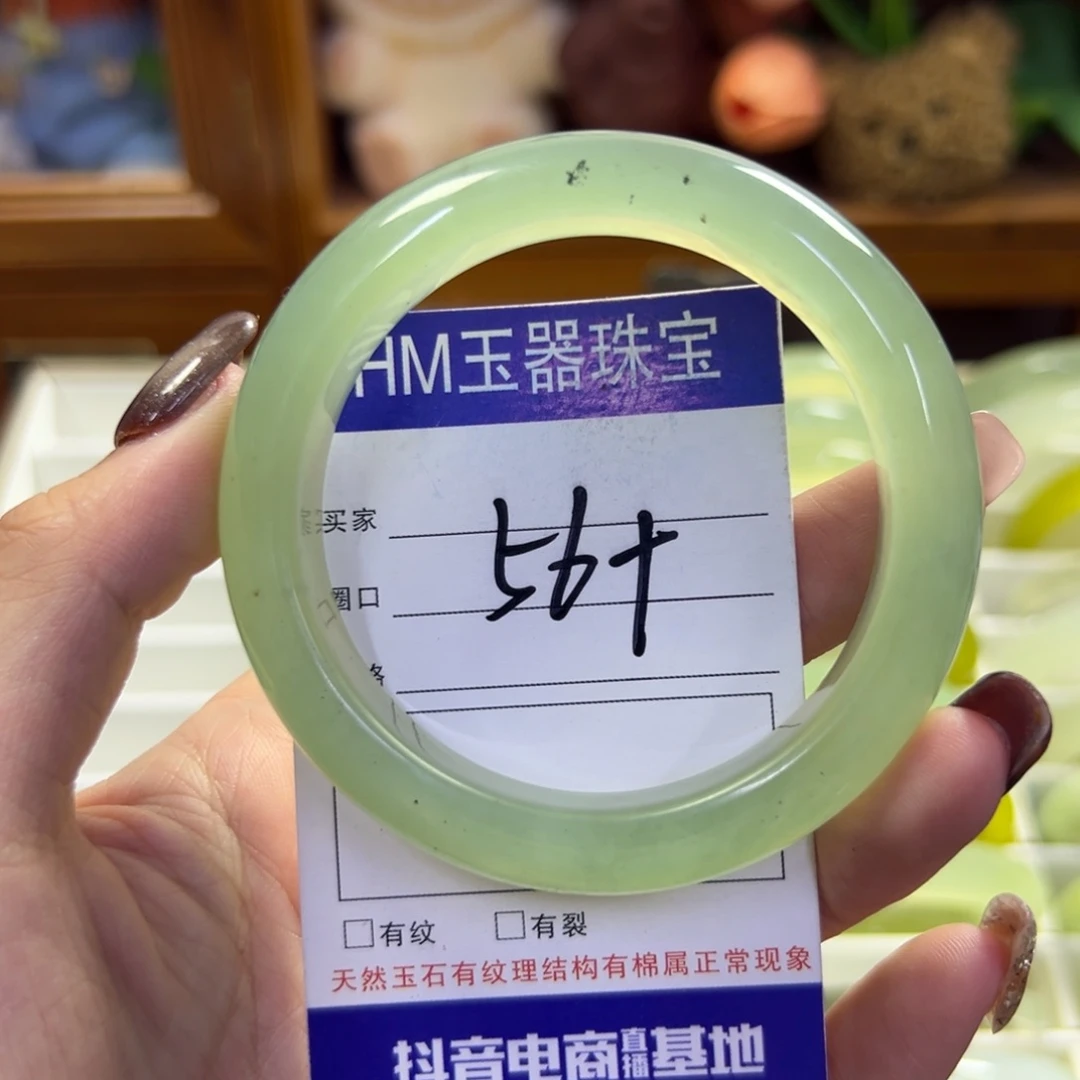 HM玉器珠宝
买家
56+
圈口
条
□有纹 □有裂
天然玉石有纹理结构有棉属正常现象
抖音电商直播基地